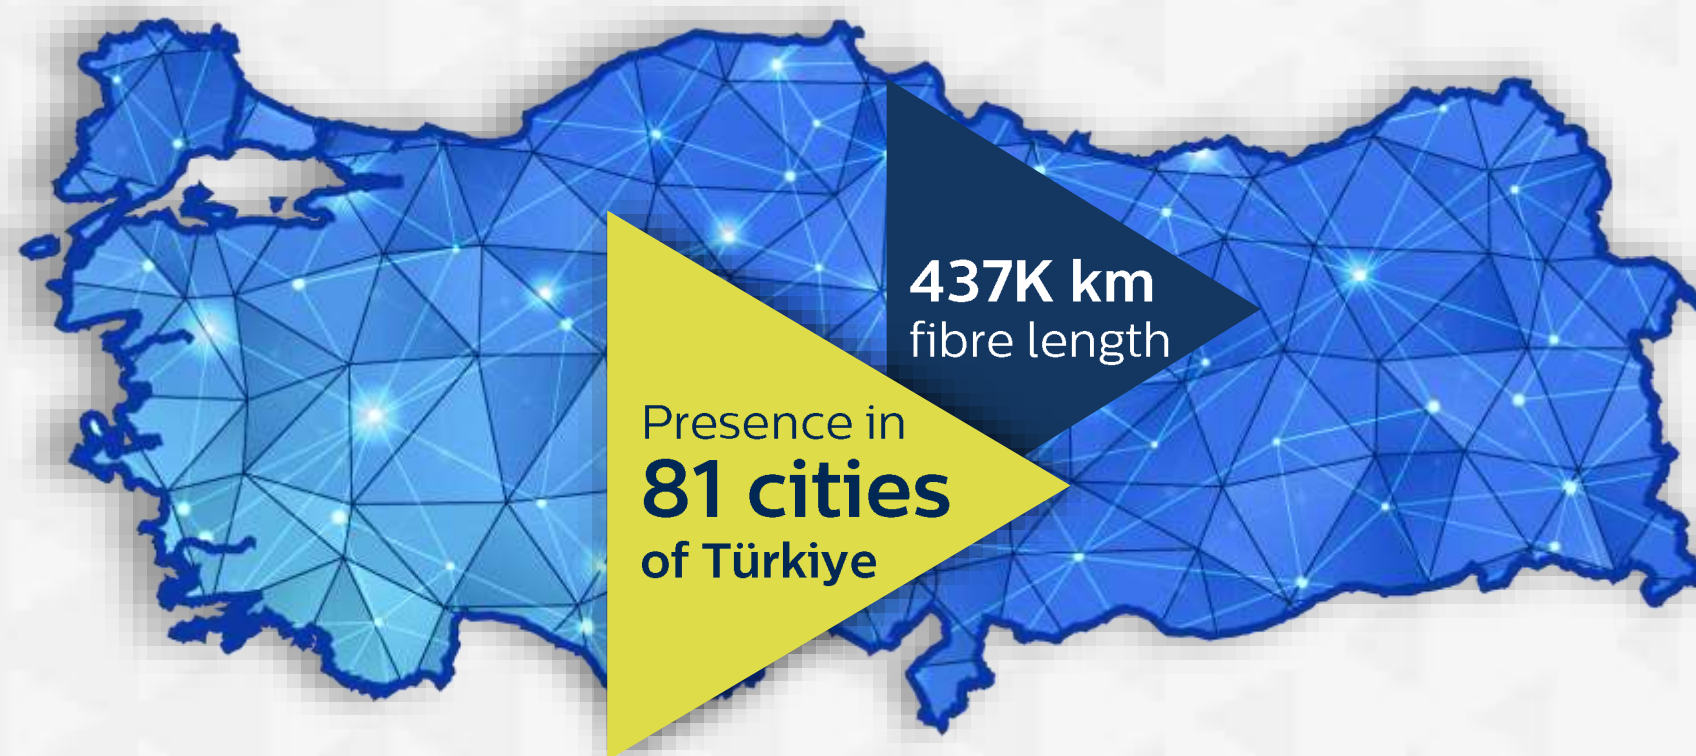 437K km
fibre length
Presence in
81 cities
of Türkiye